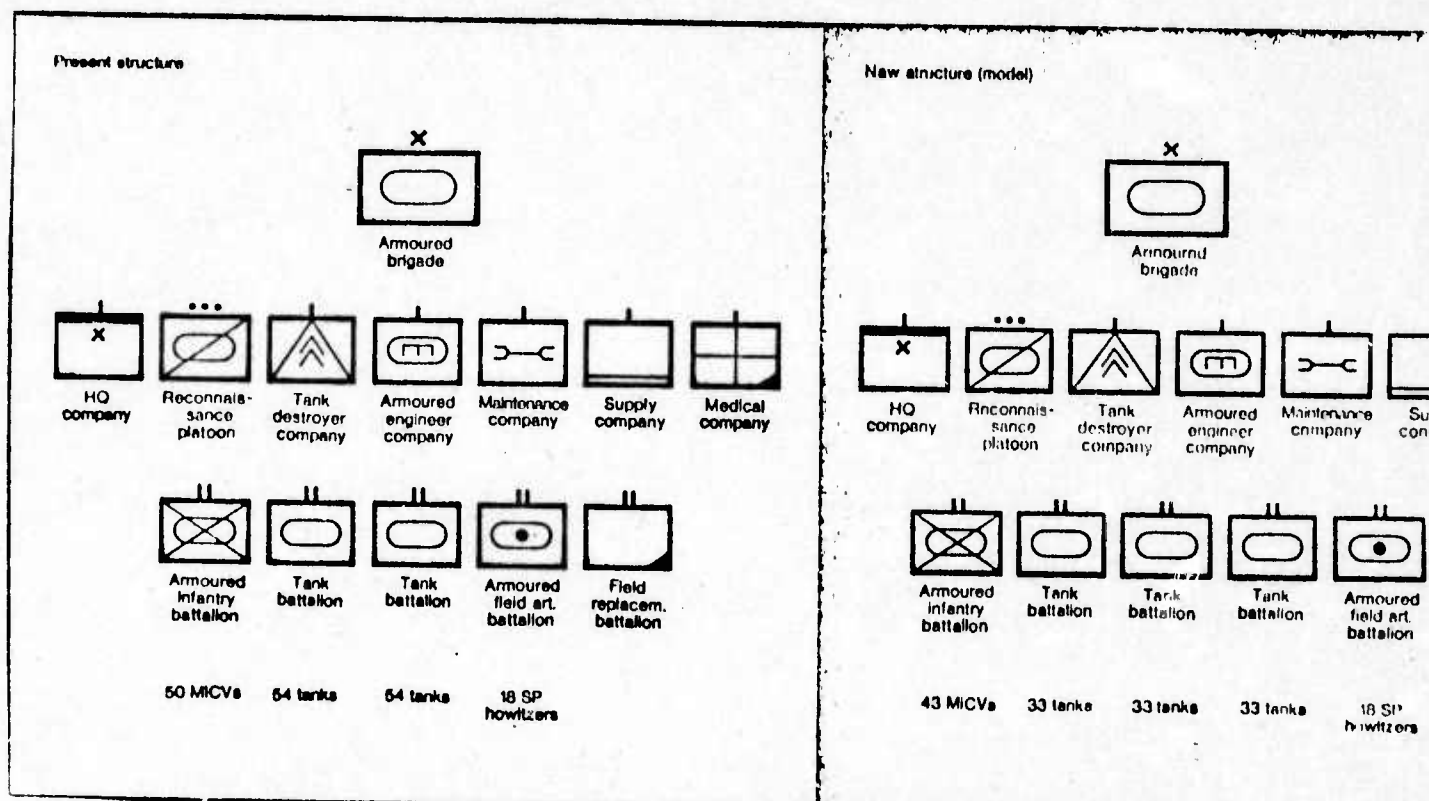 Present structure
Armoured
brigade
HQ
company
Reconnais-
sance
platoon
Tank
destroyer
company
Armoured
engineer
company
Maintenance
company
Supply
company
Medical
company
Armoured
infantry
battalion
Tank
battalion
Tank
battalion
Armoured
field art.
battalion
Field
replacem.
battalion
50 MICVs
54 tanks
54 tanks
18 SP
howitzers
New structure (model)
Armoured
brigade
HQ
company
Reconnais-
sance
platoon
Tank
destroyer
company
Armoured
engineer
company
Maintenance
company
Su
con
Armoured
infantry
battalion
Tank
battalion
Tank
battalion
Tank
battalion
Armoured
field art.
battalion
43 MICVs
33 tanks
33 tanks
33 tanks
18 SP
howitzers